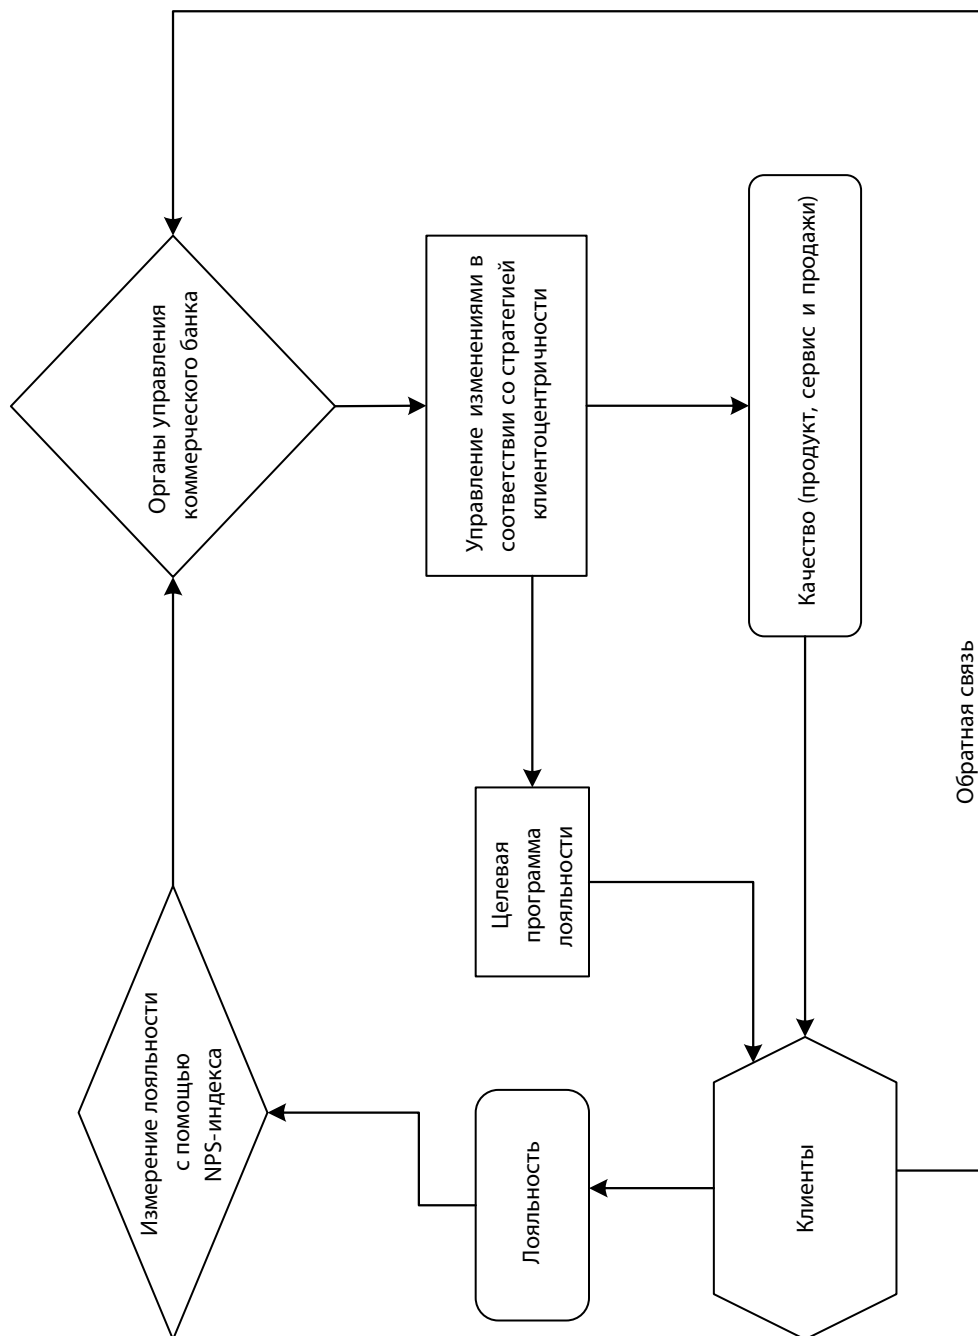 Измерение лояльности
с помощью
NPS-индекса
Органы управления
коммерческого банка
Лояльность
Целевая
программа
лояльности
Управление изменениями в
соответствии со стратегией
клиентоцентричности
Клиенты
Качество (продукт, сервис и продажи)
Обратная связь